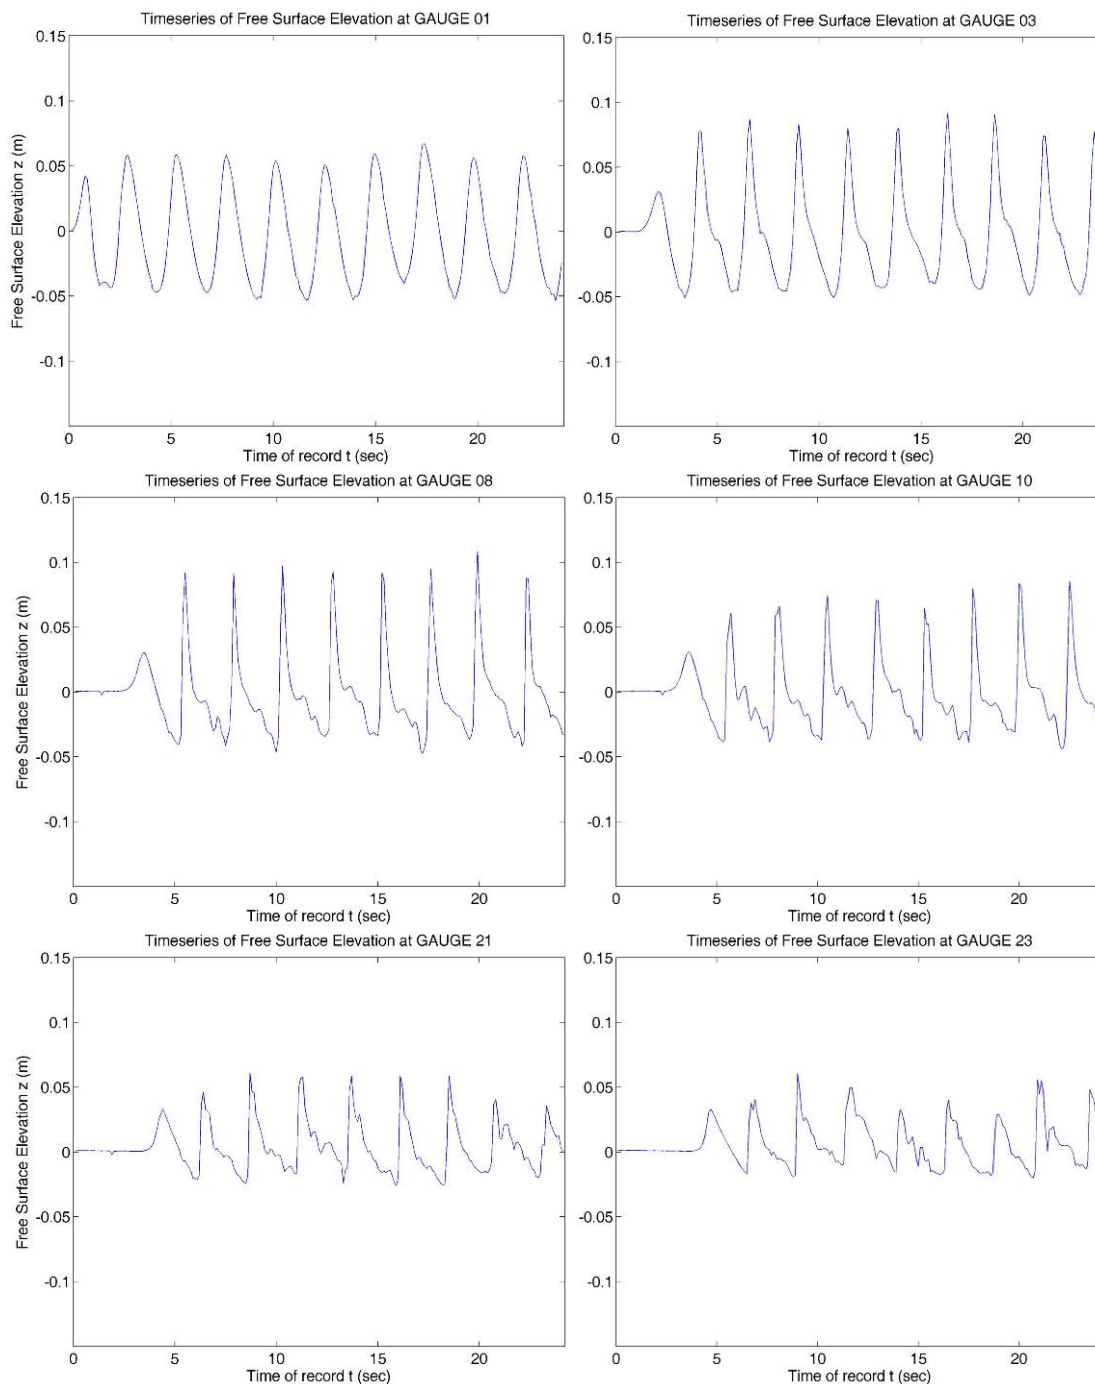 Timeseries of Free Surface Elevation at GAUGE 01
0.15
0.1
0.05
0
-0.05
-0.1
Free Surface Elevation z (m)
0 5 10 15 20
Time of record t (sec)
Timeseries of Free Surface Elevation at GAUGE 03
0.15
0.1
0.05
0
-0.05
-0.1
0 5 10 15 20
Time of record t (sec)
Timeseries of Free Surface Elevation at GAUGE 08
0.15
0.1
0.05
0
-0.05
-0.1
Free Surface Elevation z (m)
0 5 10 15 20
Time of record t (sec)
Timeseries of Free Surface Elevation at GAUGE 10
0.15
0.1
0.05
0
-0.05
-0.1
0 5 10 15 20
Time of record t (sec)
Timeseries of Free Surface Elevation at GAUGE 21
0.15
0.1
0.05
0
-0.05
-0.1
Free Surface Elevation z (m)
0 5 10 15 20
Time of record t (sec)
Timeseries of Free Surface Elevation at GAUGE 23
0.15
0.1
0.05
0
-0.05
-0.1
0 5 10 15 20
Time of record t (sec)